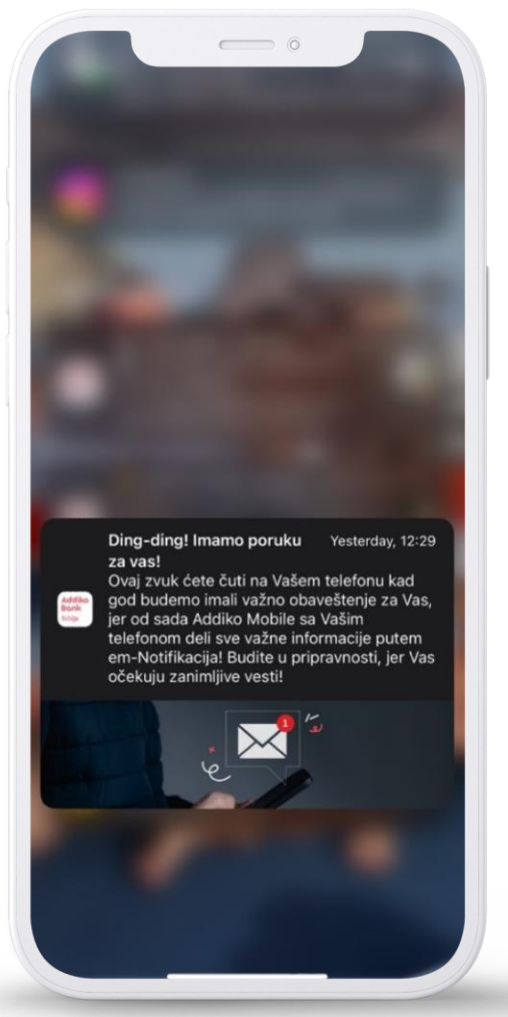 Ding-ding! Imamo poruku
za vas!
Yesterday, 12:29
Ovaj zvuk ćete čuti na Vašem telefonu kad
god budemo imali važno obaveštenje za Vas,
jer od sada Addiko Mobile sa Vašim
telefonom deli sve važne informacije putem
em-Notifikacija! Budite u pripravnosti, jer Vas
očekuju zanimljive vesti!
Addiko
Bank
Srbija
1